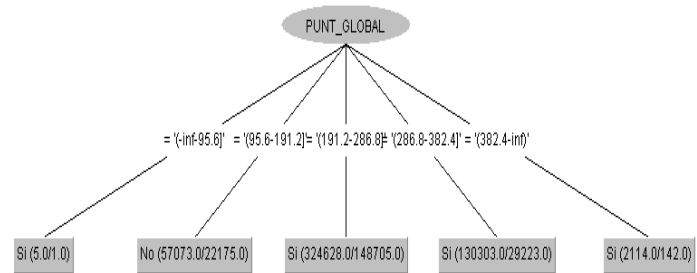 PUNT_GLOBAL
= '(-inf-95.6]' = '(95.6-191.2]' = '(191.2-286.8]' = '(286.8-382.4]' = '(382.4-inf)'
Si (5.0/1.0) No (57073.0/22175.0) Si (324628.0/148705.0) Si (130303.0/29223.0) Si (2114.0/142.0)